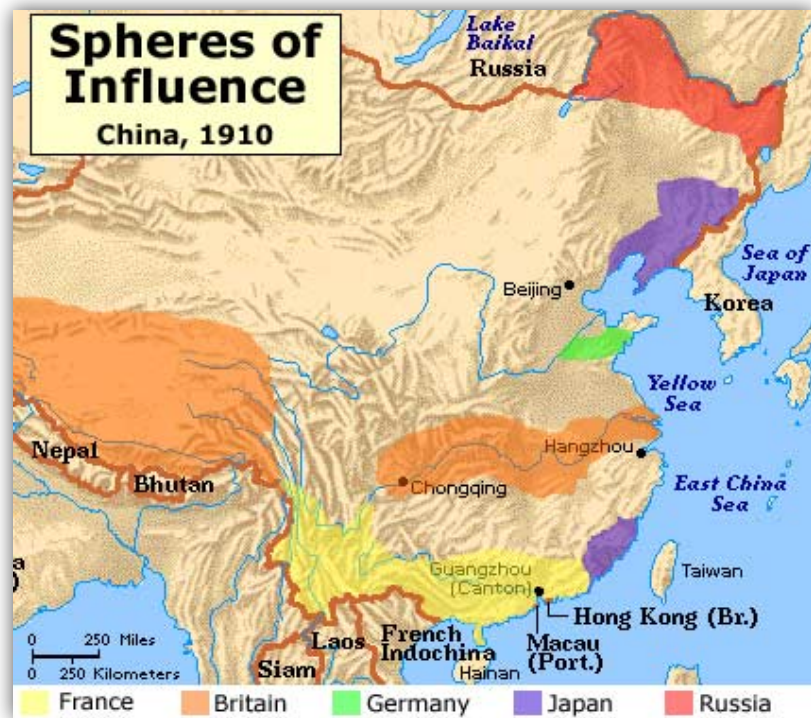 Spheres of
Influence
China, 1910
Lake
Baikal
Russia
Sea of
Japan
Beijing
Korea
Yellow
Sea
Nepal
Bhutan
Hangzhou
Chongqing
East China
Sea
Guangzhou
(Canton)
Taiwan
Hong Kong (Br.)
Macau
(Port.)
Laos
French
Indochina
Siam
Hainan
0 250 Miles
0 250 Kilometers
France Britain Germany Japan Russia